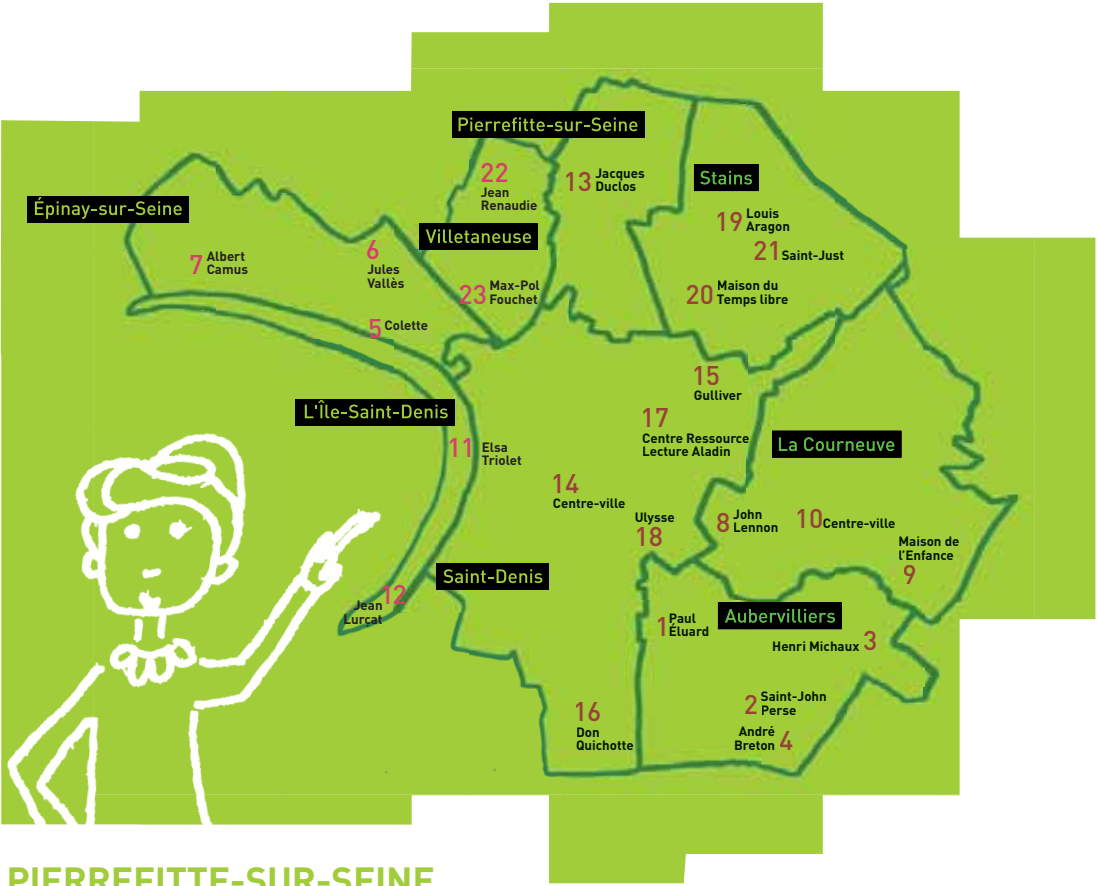 Pierrefitte-sur-Seine
22
Jean
Renaudie
13
Jacques
Duclos
Stains
Épinay-sur-Seine
19
Louis
Aragon
Villetaneuse
7
Albert
Camus
6
Jules
Vallès
21
Saint-Just
23
Max-Pol
Fouchet
20
Maison du
Temps libre
5
Colette
15
Gulliver
L'Île-Saint-Denis
17
Centre Ressource
Lecture Aladin
La Courneuve
11
Elsa
Triolet
14
Centre-ville
Ulysse
18
8
John
Lennon
10
Centre-ville
Maison de
l'Enfance
9
Saint-Denis
12
Jean
Lurçat
Aubervilliers
1
Paul
Éluard
Henri Michaux
3
2
Saint-John
Perse
16
Don
Quichotte
André
Breton
4
PIERREFITTE-SUR-SEINE